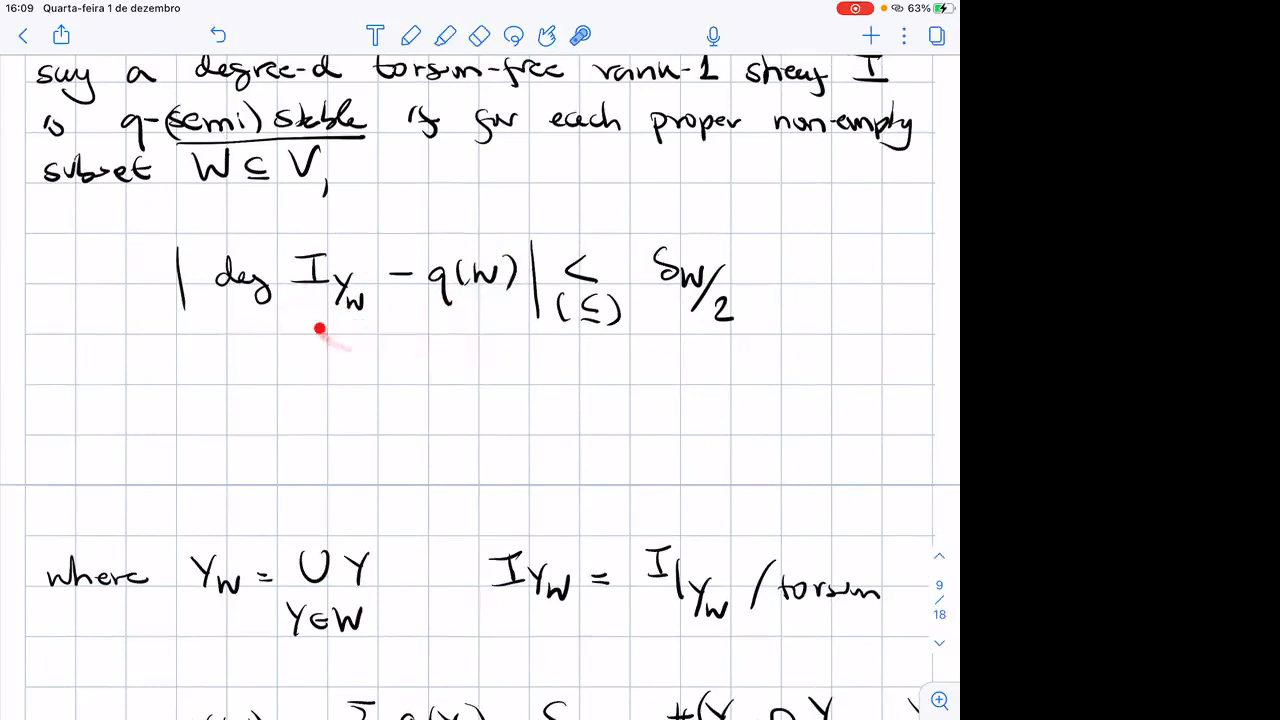 16:09 Quarta-feira 1 de dezembro 63%
say a degree-d torsion-free rank-1 sheaf I
is q-(semi) stable if for each proper non-empty
subset W ⊆ V,
| deg I_{Y_W} - q(W) | < (≤) δ_W/2
where Y_W = ∪_{Y∈W} Y I_{Y_W} = I|_{Y_W} / torsion
9
/
18